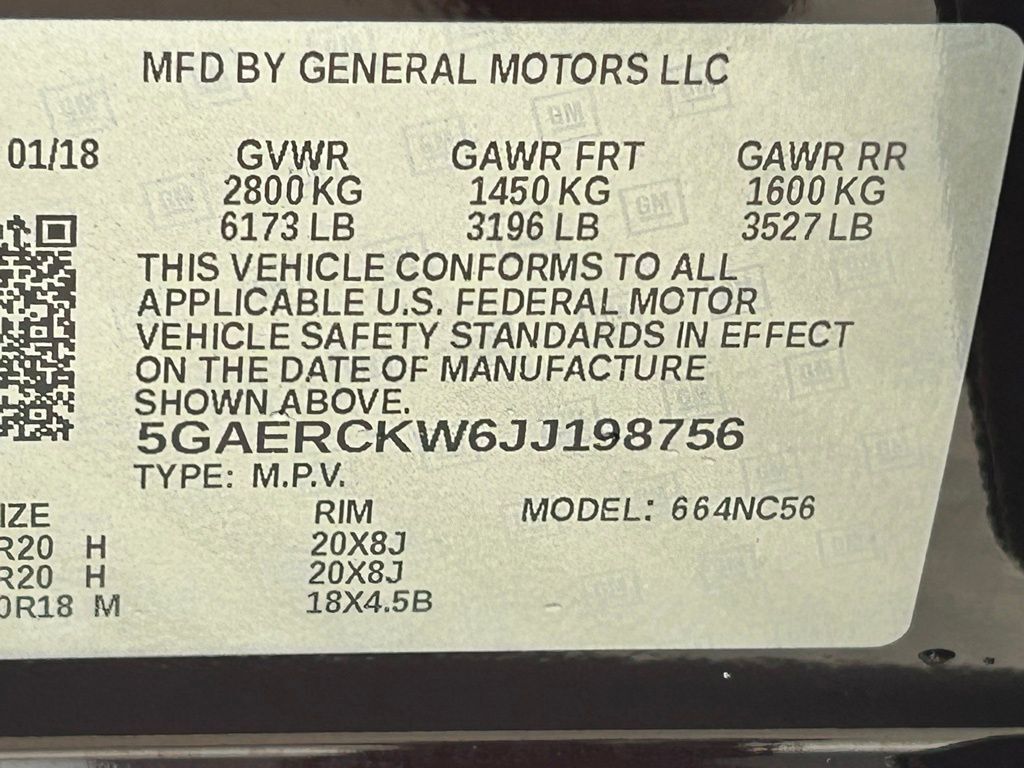 MFD BY GENERAL MOTORS LLC
01/18 GVWR GAWR FRT GAWR RR
2800 KG 1450 KG 1600 KG
6173 LB 3196 LB 3527 LB
THIS VEHICLE CONFORMS TO ALL
APPLICABLE U.S. FEDERAL MOTOR
VEHICLE SAFETY STANDARDS IN EFFECT
ON THE DATE OF MANUFACTURE
SHOWN ABOVE.
5GAERCKW6JJ198756
TYPE: M.P.V.
IZE RIM MODEL: 664NC56
R20 H 20X8J
R20 H 20X8J
0R18 M 18X4.5B